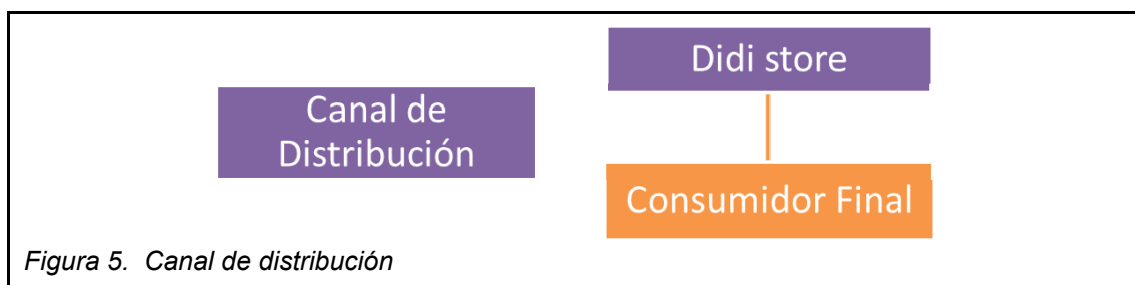 Canal de
Distribución
Didi store
Consumidor Final
Figura 5. Canal de distribución